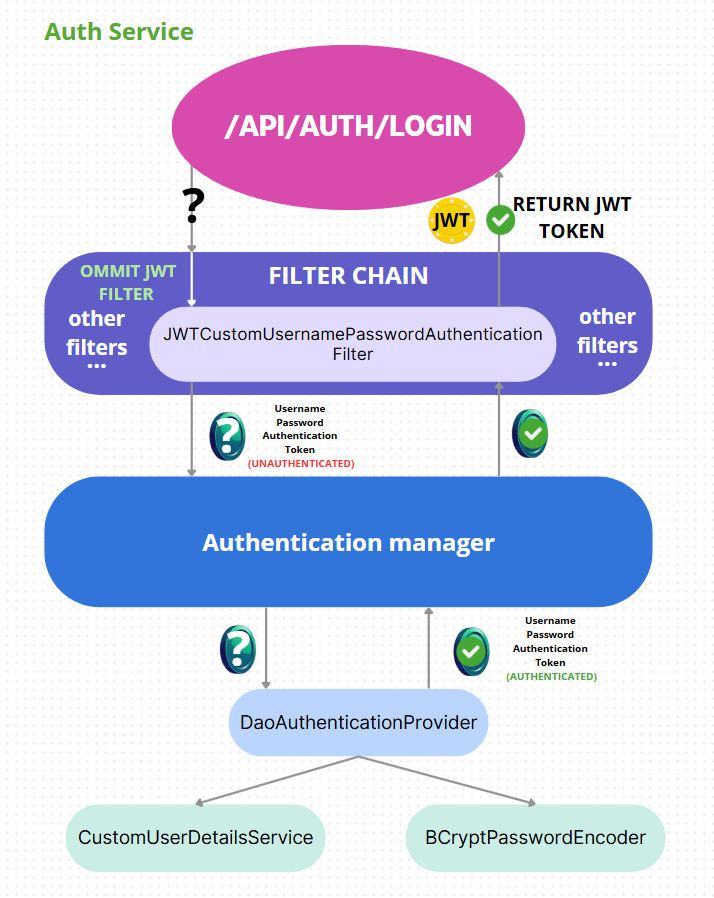 Auth Service
/API/AUTH/LOGIN
?
JWT
RETURN JWT
TOKEN
OMMIT JWT
FILTER
FILTER CHAIN
other
filters
...
JWTCustomUsernamePasswordAuthentication
Filter
other
filters
...
?
Username
Password
Authentication
Token
(UNAUTHENTICATED)
Authentication manager
?
Username
Password
Authentication
Token
(AUTHENTICATED)
DaoAuthenticationProvider
CustomUserDetailsService
BCryptPasswordEncoder